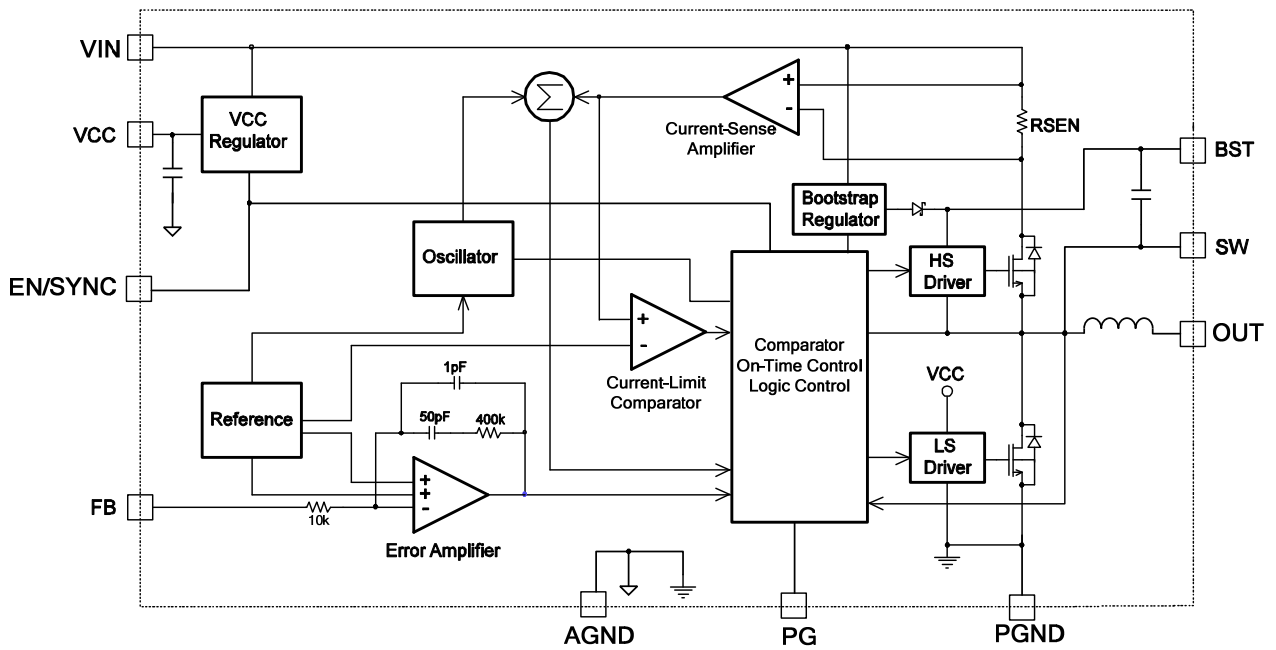 VIN
VCC
Regulator
VCC
Σ
+
-
Current-Sense
Amplifier
RSEN
BST
Bootstrap
Regulator
SW
EN/SYNC
Oscillator
HS
Driver
+
-
Current-Limit
Comparator
Comparator
On-Time Control
Logic Control
OUT
VCC
Reference
1pF
50pF
400k
LS
Driver
FB
10k
+
+
-
Error Amplifier
AGND
PG
PGND